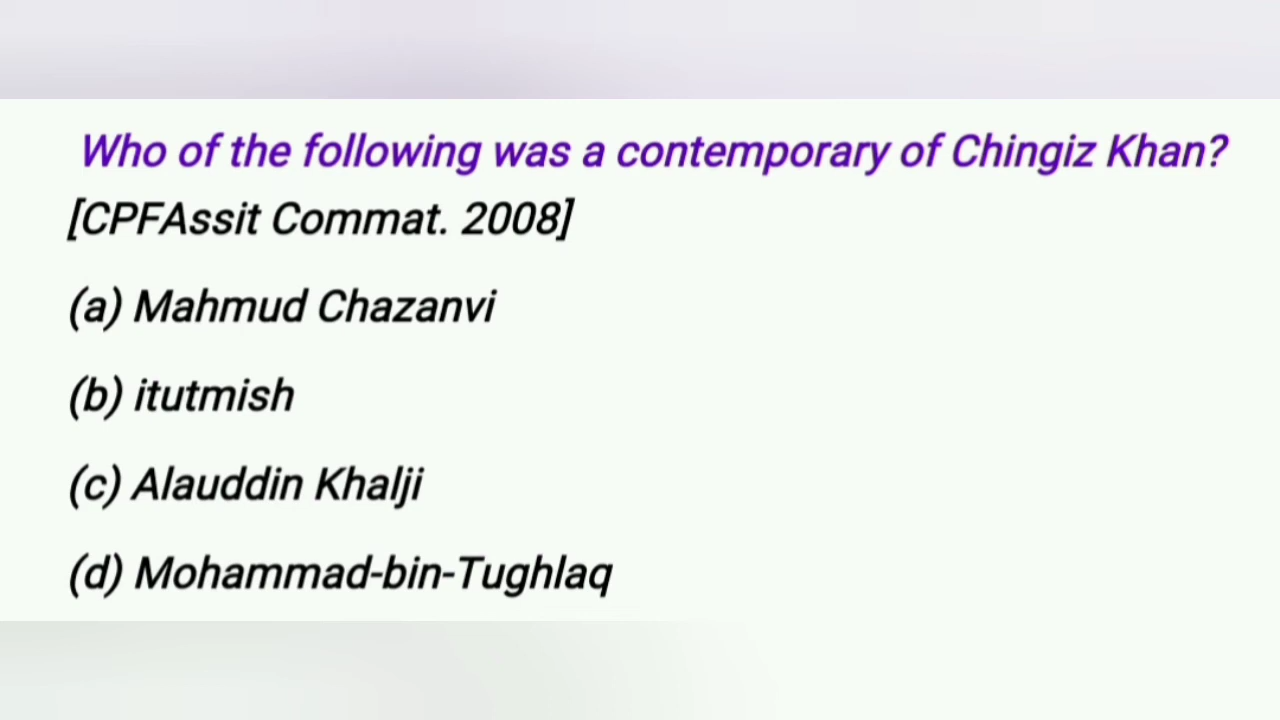 Who of the following was a contemporary of Chingiz Khan?
[CPFAssit Commat. 2008]
(a) Mahmud Chazanvi
(b) itutmish
(c) Alauddin Khalji
(d) Mohammad-bin-Tughlaq